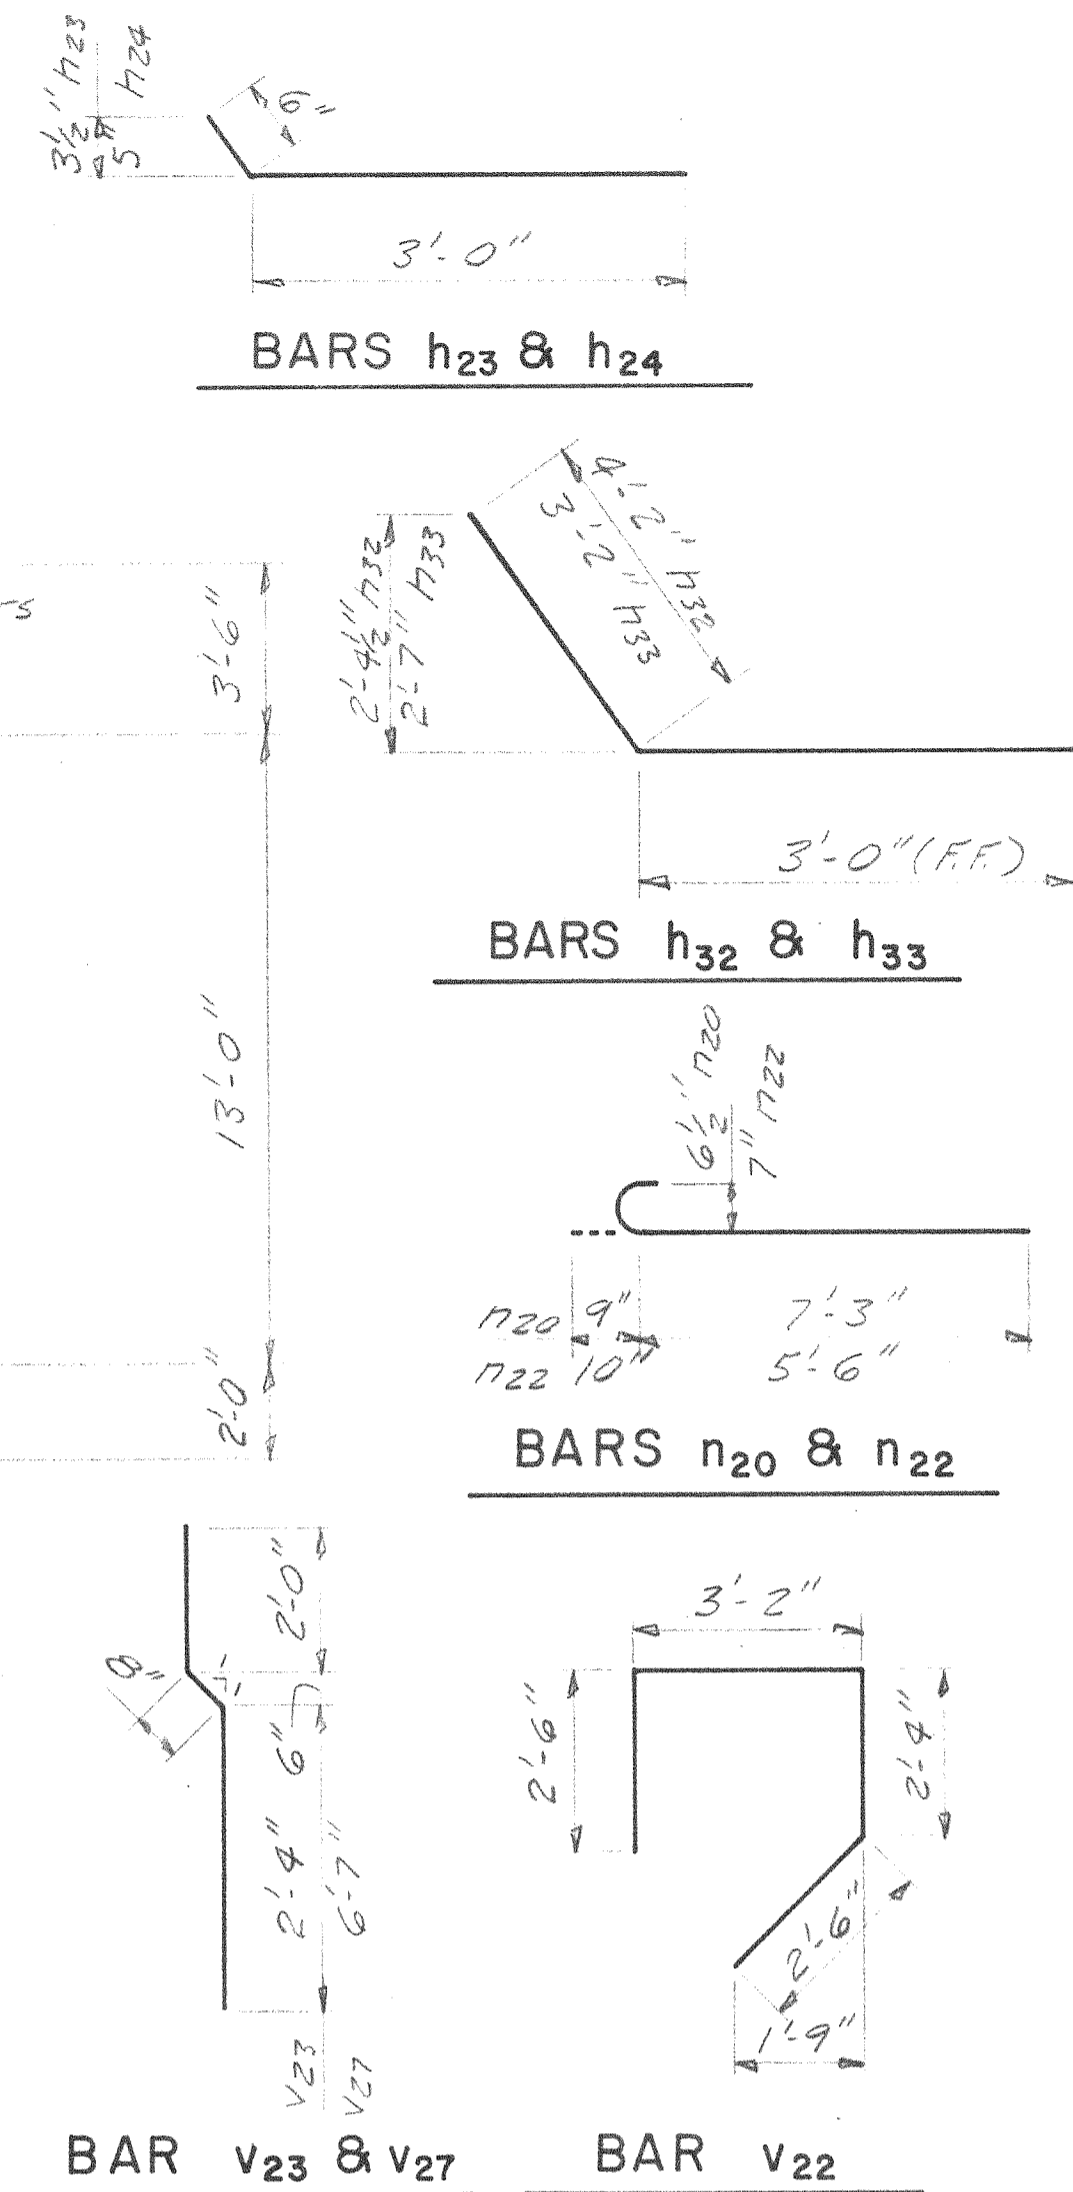 3½" h23
5" h24
6"
3'-0"
BARS h23 & h24
4'-2" h32
3'-2" h33
2'-4½" h32
2'-7" h33
3'-6"
3'-0" (F.F.)
BARS h32 & h33
13'-0"
6½" n20
7" n22
n20 9" 7'-3"
n22 10" 5'-6"
2'-0"
BARS n20 & n22
2'-0"
8"
6"
2'-4" v23
6'-7" v27
BAR v23 & v27
3'-2"
2'-6"
2'-4"
2'-6"
1'-9"
BAR v22